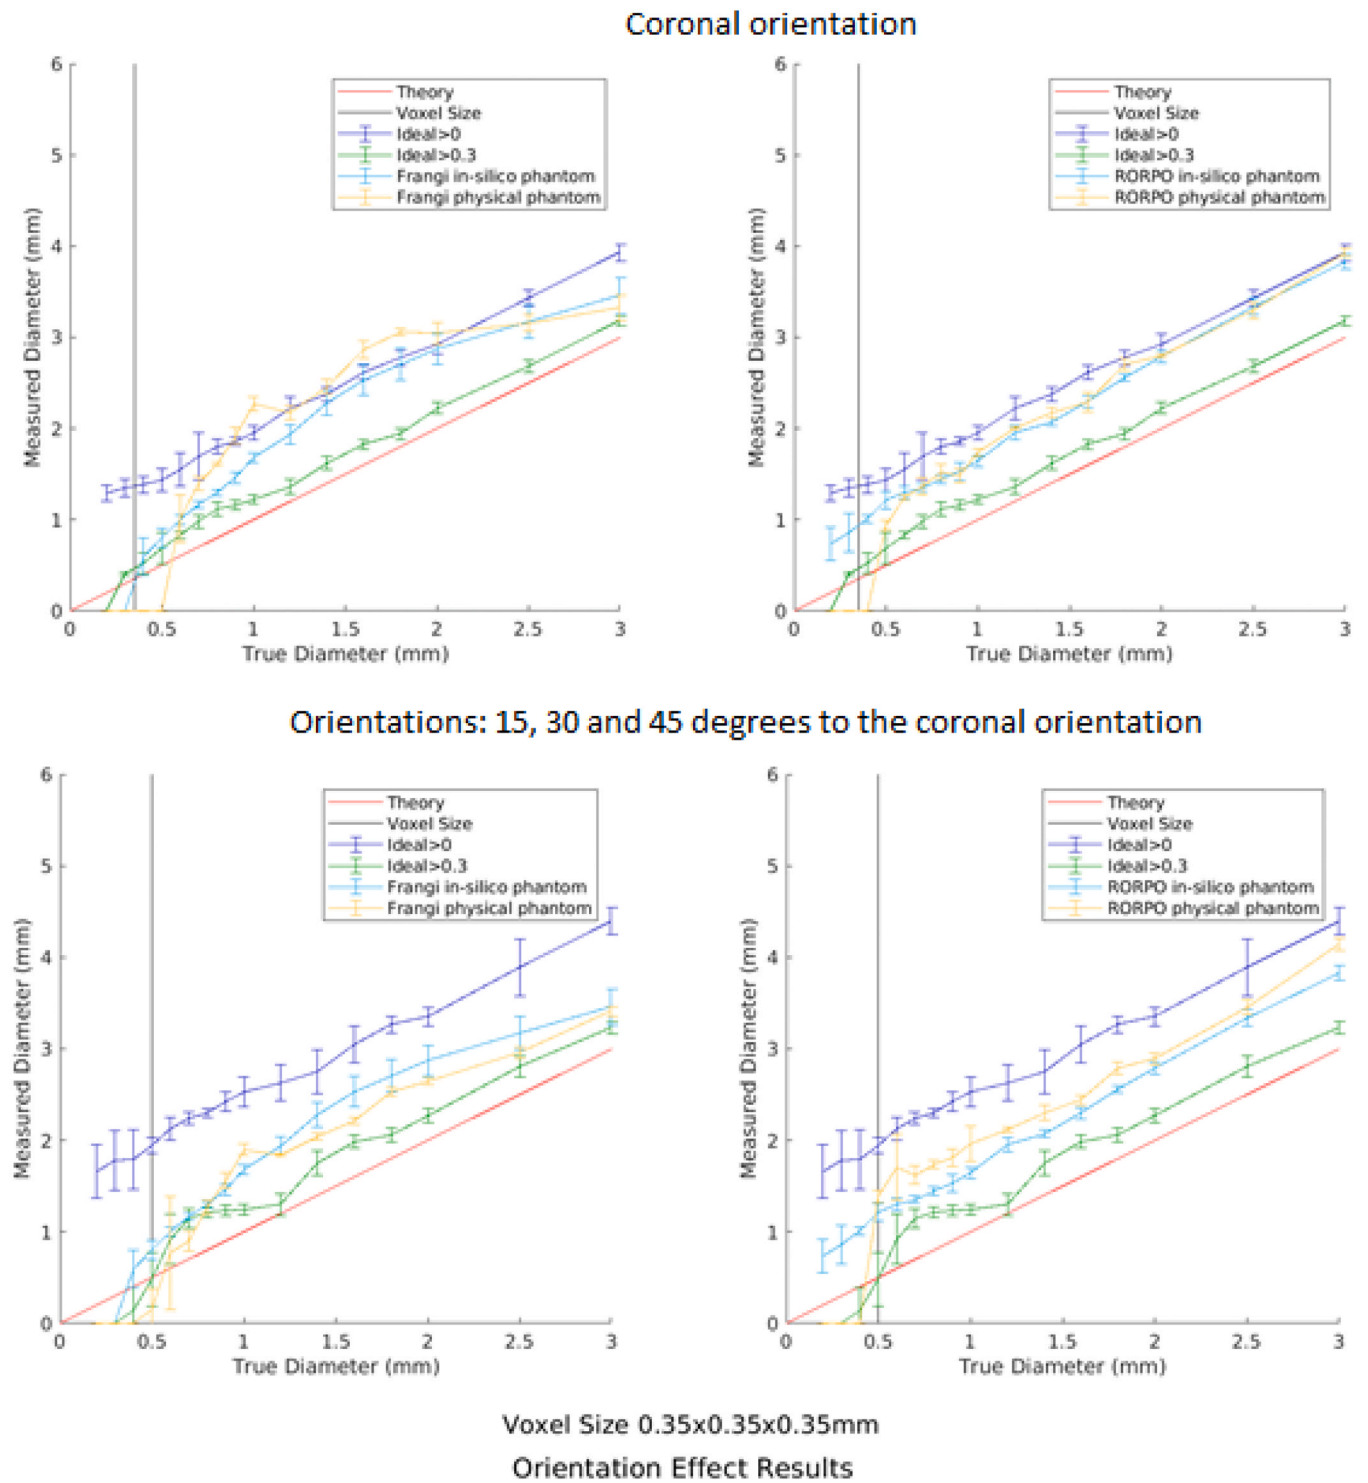 Coronal orientation
6
5
4
3
2
1
0
Measured Diameter (mm)
Theory
Voxel Size
Ideal>0
Ideal>0.3
Frangi in-silico phantom
Frangi physical phantom
0 0.5 1 1.5 2 2.5 3
True Diameter (mm)
6
5
4
3
2
1
0
Measured Diameter (mm)
Theory
Voxel Size
Ideal>0
Ideal>0.3
RORPO in-silico phantom
RORPO physical phantom
0 0.5 1 1.5 2 2.5 3
True Diameter (mm)
Orientations: 15, 30 and 45 degrees to the coronal orientation
6
5
4
3
2
1
0
Measured Diameter (mm)
Theory
Voxel Size
Ideal>0
Ideal>0.3
Frangi in-silico phantom
Frangi physical phantom
0 0.5 1 1.5 2 2.5 3
True Diameter (mm)
6
5
4
3
2
1
0
Measured Diameter (mm)
Theory
Voxel Size
Ideal>0
Ideal>0.3
RORPO in-silico phantom
RORPO physical phantom
0 0.5 1 1.5 2 2.5 3
True Diameter (mm)
Voxel Size 0.35x0.35x0.35mm
Orientation Effect Results